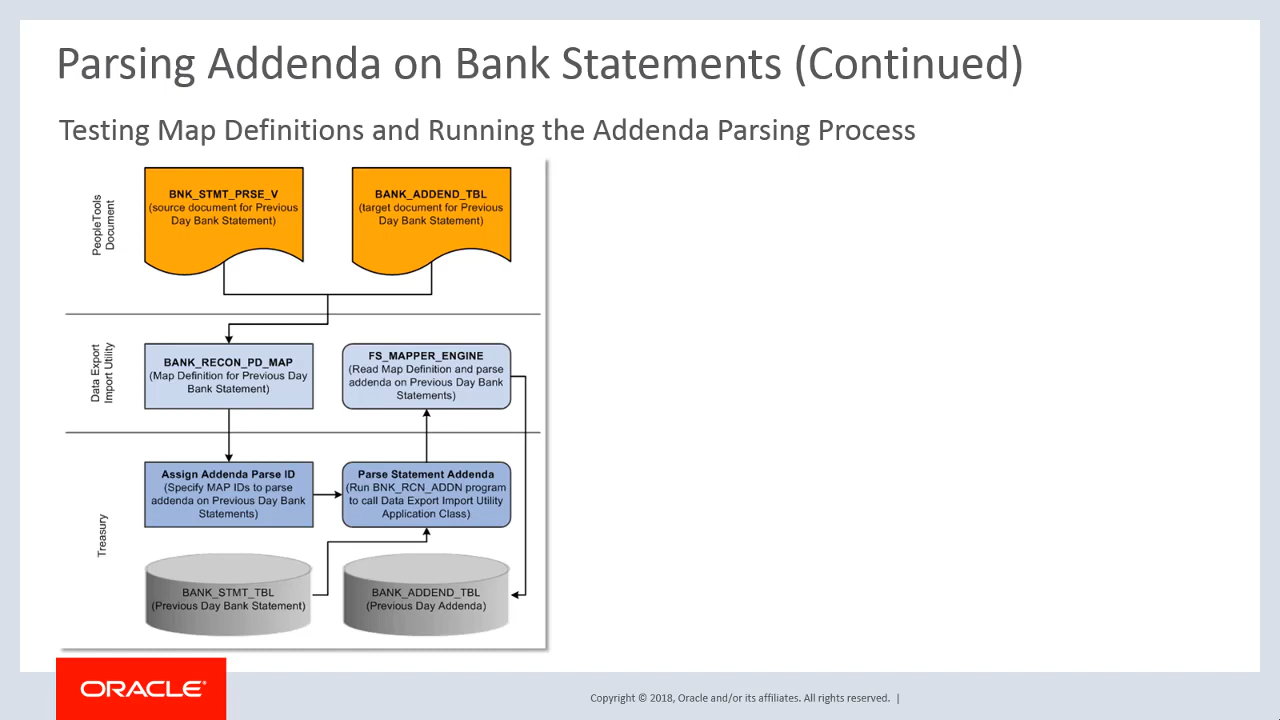 Parsing Addenda on Bank Statements (Continued)
Testing Map Definitions and Running the Addenda Parsing Process
PeopleTools
Document
BNK_STMT_PRSE_V
(source document for Previous
Day Bank Statement)
BANK_ADDEND_TBL
(target document for Previous
Day Bank Statement)
Data Export
Import Utility
BANK_RECON_PD_MAP
(Map Definition for Previous Day
Bank Statement)
FS_MAPPER_ENGINE
(Read Map Definition and parse
addenda on Previous Day Bank
Statements)
Treasury
Assign Addenda Parse ID
(Specify MAP IDs to parse
addenda on Previous Day Bank
Statements)
Parse Statement Addenda
(Run BNK_RCN_ADDN program
to call Data Export Import Utility
Application Class)
BANK_STMT_TBL
(Previous Day Bank Statement)
BANK_ADDEND_TBL
(Previous Day Addenda)
ORACLE®
Copyright © 2018, Oracle and/or its affiliates. All rights reserved. |